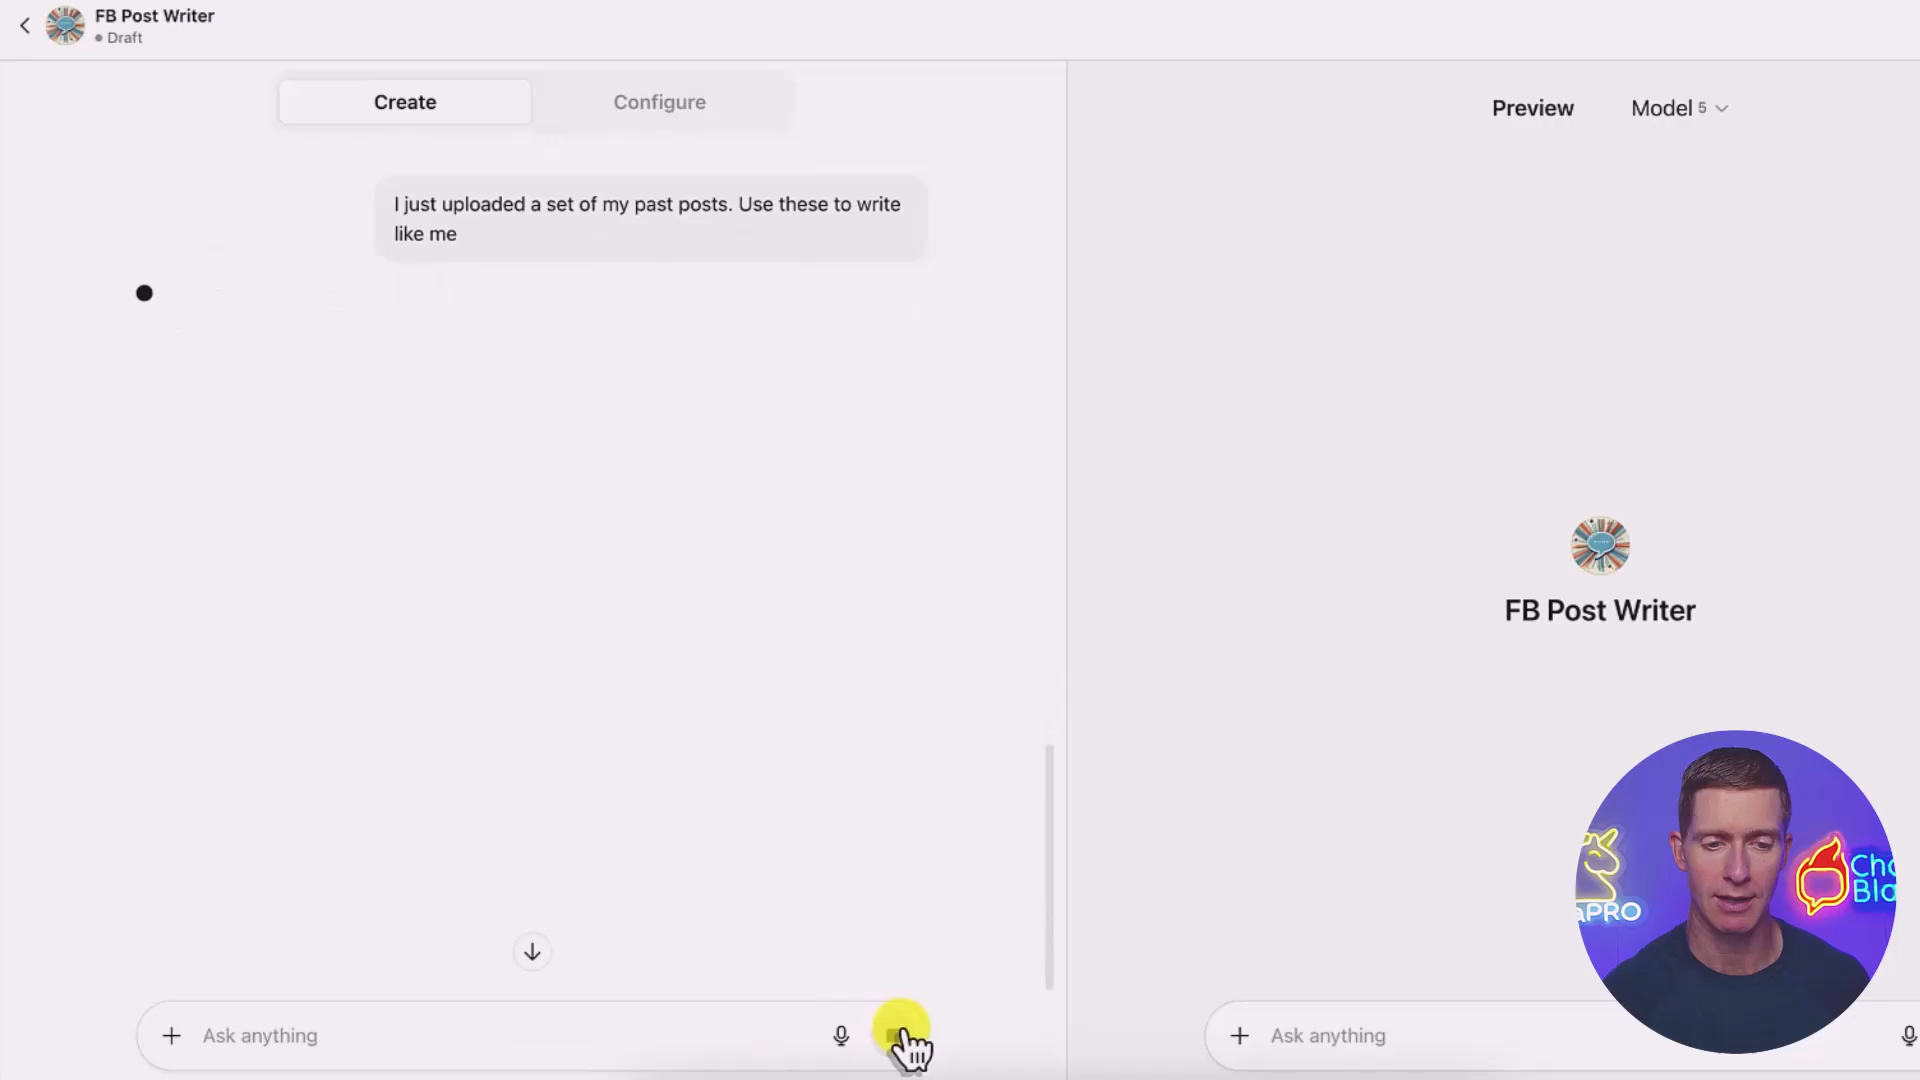 FB Post Writer
Draft
Create
Configure
Preview
Model 5
I just uploaded a set of my past posts. Use these to write
like me
FB Post Writer
aPRO
Ask anything
Ask anything